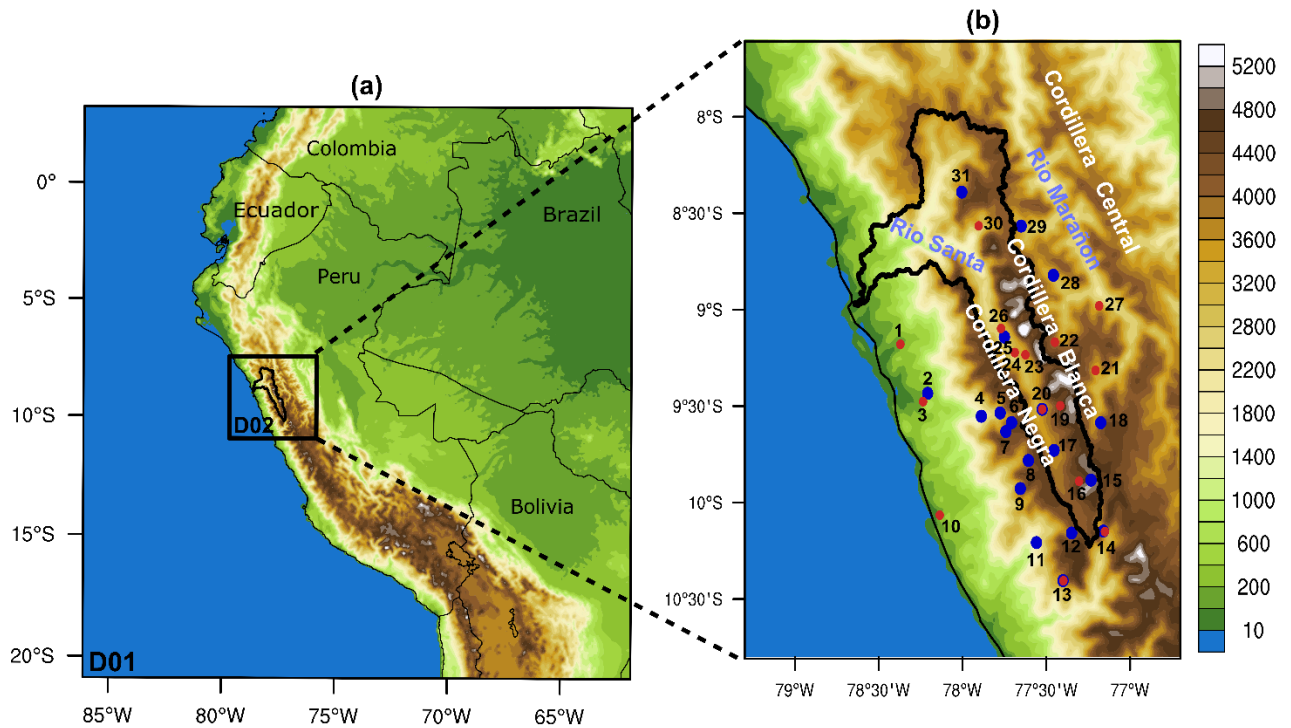 (a)
Colombia
Ecuador
Brazil
Peru
Bolivia
D02
D01
0°
5°S
10°S
15°S
20°S
85°W
80°W
75°W
70°W
65°W
(b)
Cordillera Central
Rio Marañon
Rio Santa
Cordillera Blanca
Cordillera Negra
31
30
29
28
27
26
1
22
25
24
23
21
2
3
4
5
6
20
19
18
7
17
8
9
16
15
10
11
12
14
13
8°S
8°30'S
9°S
9°30'S
10°S
10°30'S
79°W
78°30'W
78°W
77°30'W
77°W
5200
4800
4400
4000
3600
3200
2800
2600
2200
1800
1400
1000
600
200
10